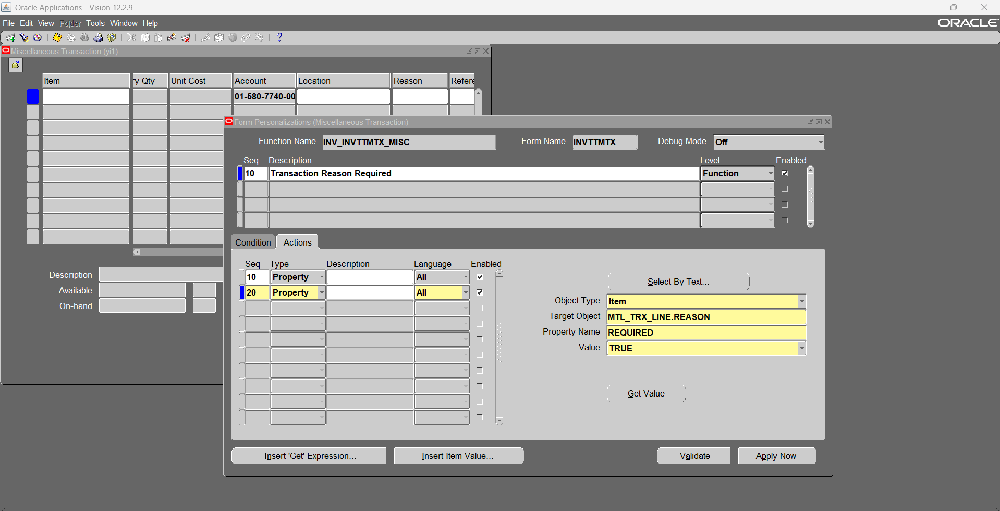 Oracle Applications - Vision 12.2.9
File Edit View Folder Tools Window Help
ORACLE
Miscellaneous Transaction (yi1)
Item ry Qty Unit Cost Account Location Reason Refere
01-580-7740-00
Form Personalizations (Miscellaneous Transaction)
Function Name INV_INVTTMTX_MISC Form Name INVTTMTX Debug Mode Off
Seq Description Level Enabled
10 Transaction Reason Required Function
Condition Actions
Seq Type Description Language Enabled
10 Property All
20 Property All
Select By Text...
Object Type Item
Target Object MTL_TRX_LINE.REASON
Property Name REQUIRED
Value TRUE
Get Value
Description
Available
On-hand
Insert 'Get' Expression... Insert Item Value... Validate Apply Now